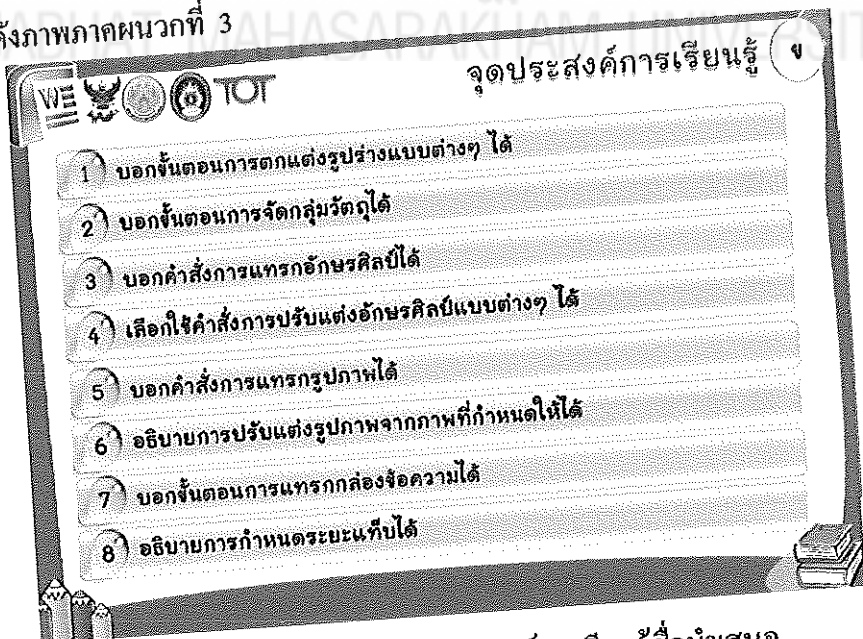 ดังภาพภาคผนวกที่ 3
MAHASARAKHAM UNIVERSIT
TOT
จุดประสงค์การเรียนรู้
1 บอกขั้นตอนการตกแต่งรูปร่างแบบต่างๆ ได้
2 บอกขั้นตอนการจัดกลุ่มวัตถุได้
3 บอกคำสั่งการแทรกอักษรศิลป์ได้
4 เลือกใช้คำสั่งการปรับแต่งอักษรศิลป์แบบต่างๆ ได้
5 บอกคำสั่งการแทรกรูปภาพได้
6 อธิบายการปรับแต่งรูปภาพจากภาพที่กำหนดให้ได้
7 บอกขั้นตอนการแทรกกล่องข้อความได้
8 อธิบายการกำหนดระยะแท็บได้